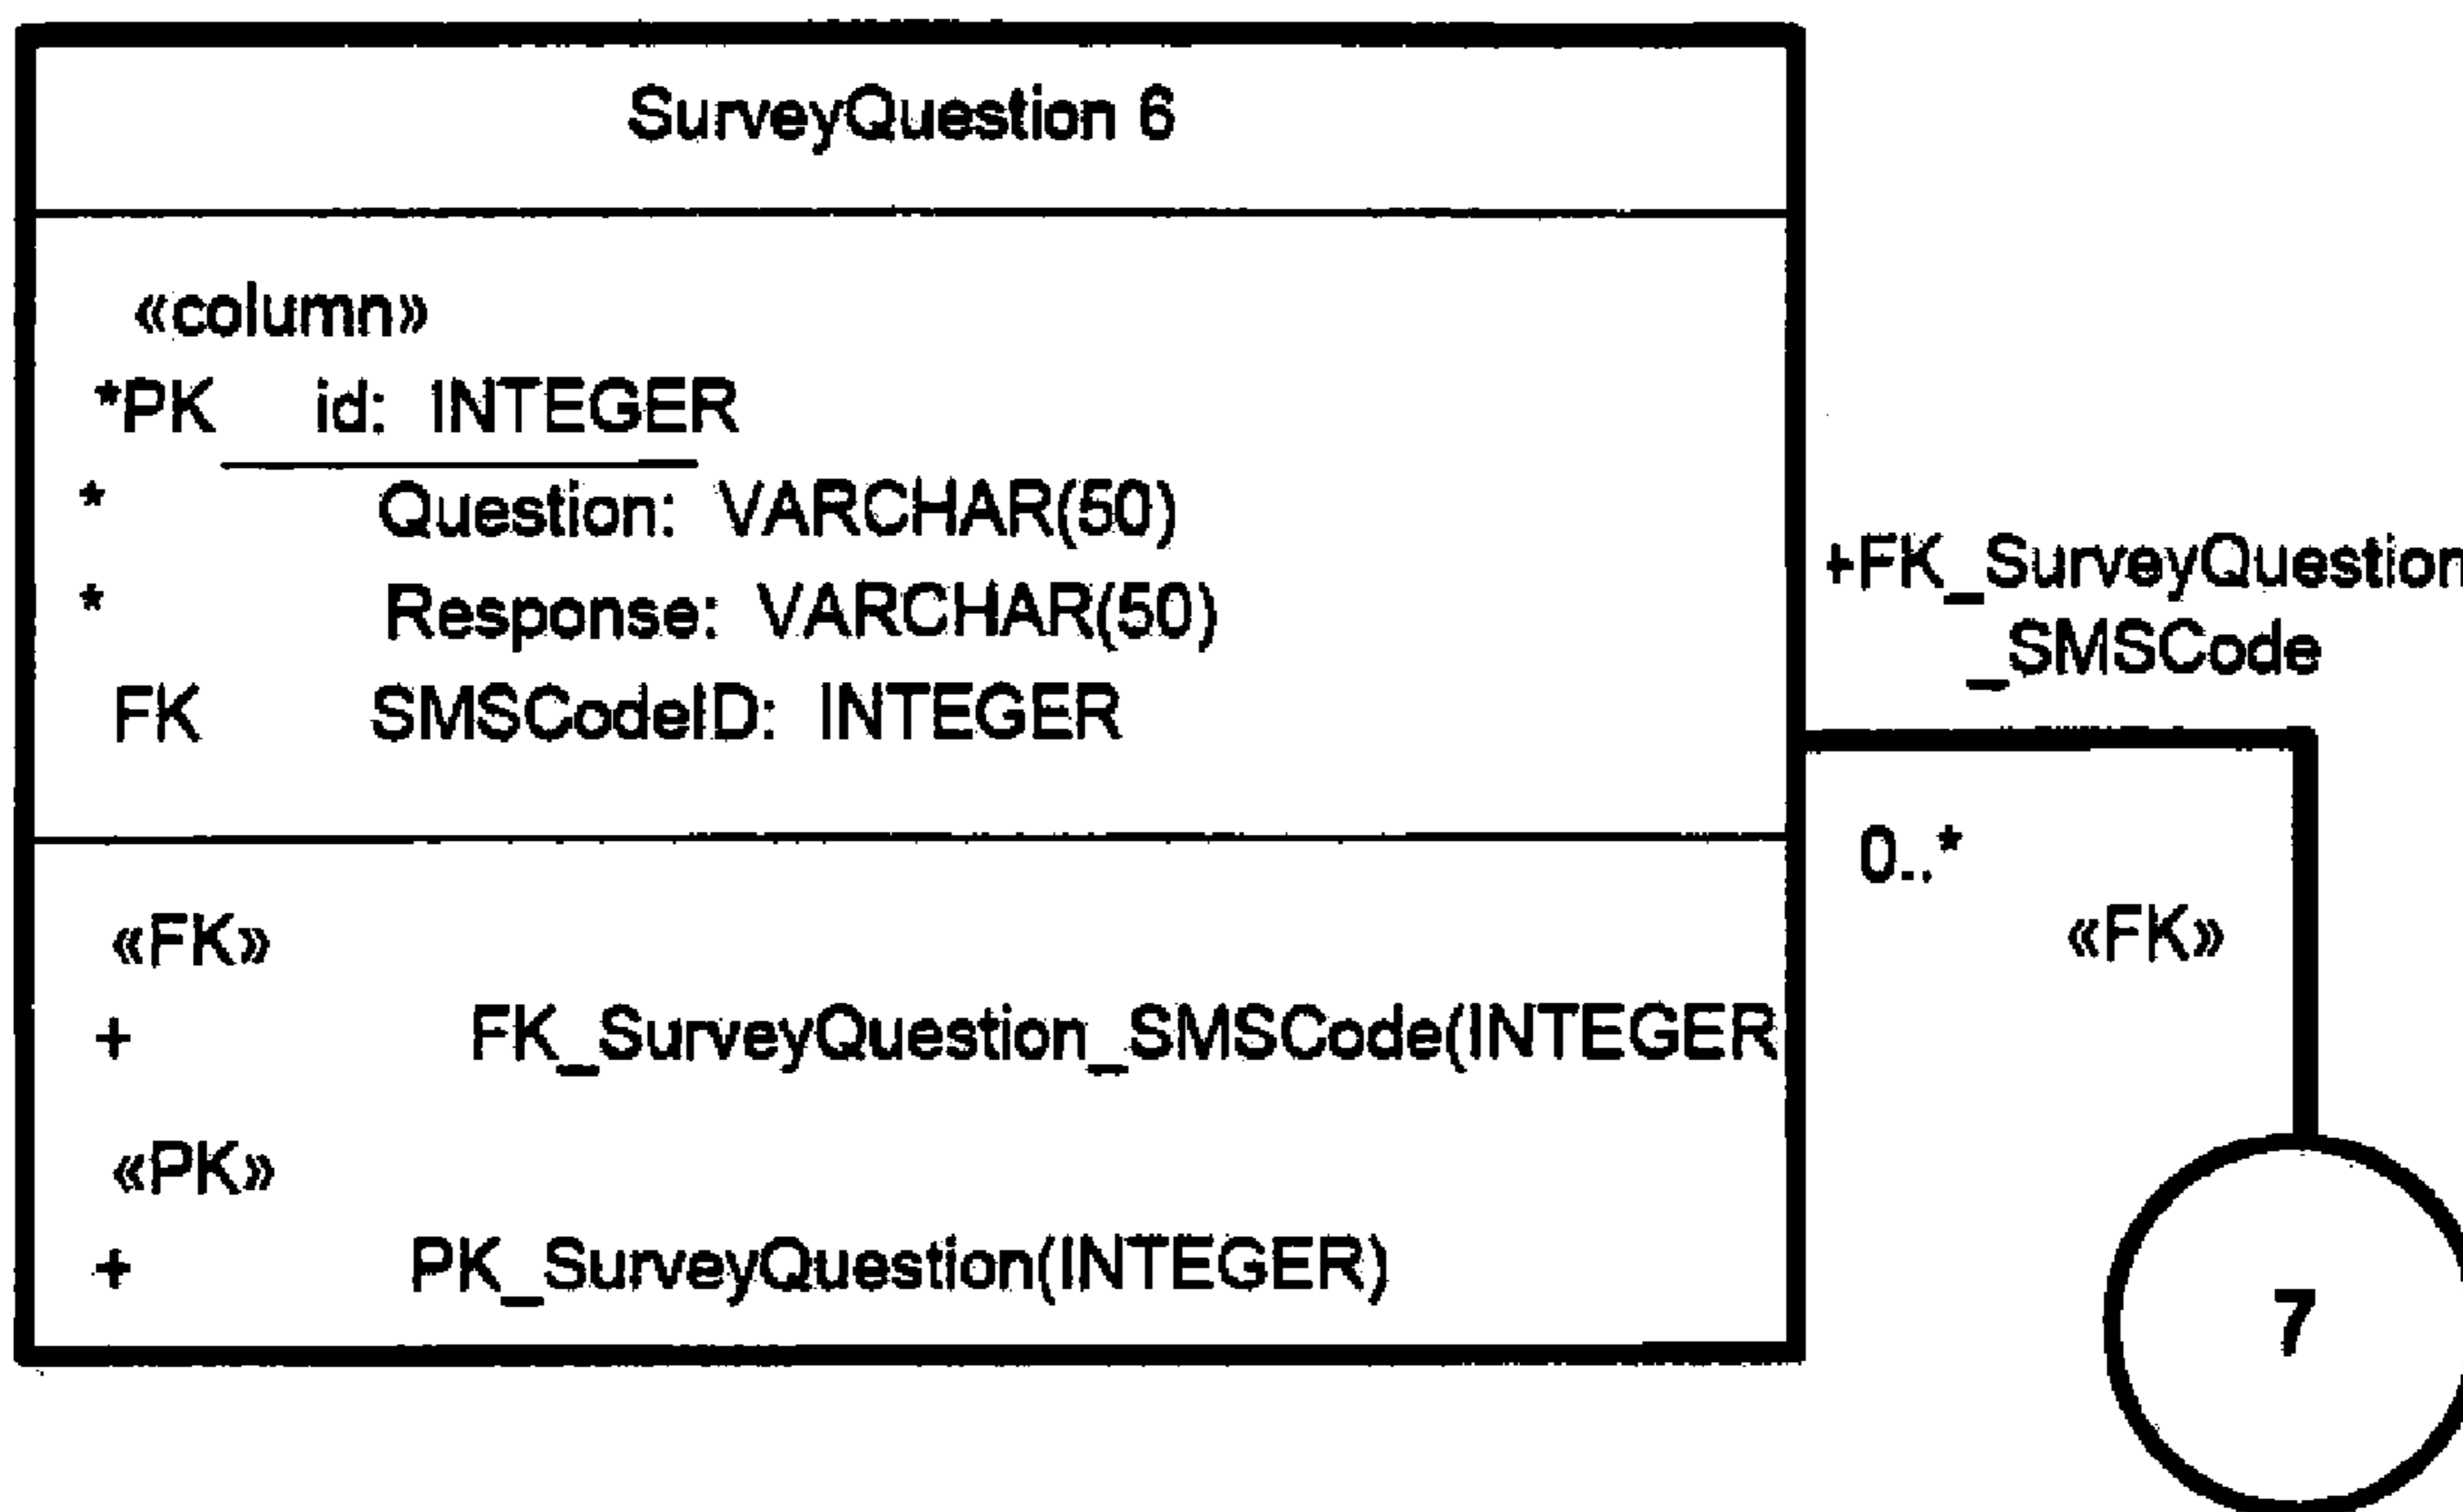 SurveyQuestion 6
«column»
*PK id: INTEGER
* Question: VARCHAR(50)
* Response: VARCHAR(50)
FK SMSCodeID: INTEGER
«FK»
+ FK_SurveyQuestion_SMSCode(INTEGER
«PK»
+ PK_SurveyQuestion(INTEGER)
+FK_SurveyQuestion
_SMSCode
0..*
«FK»
7